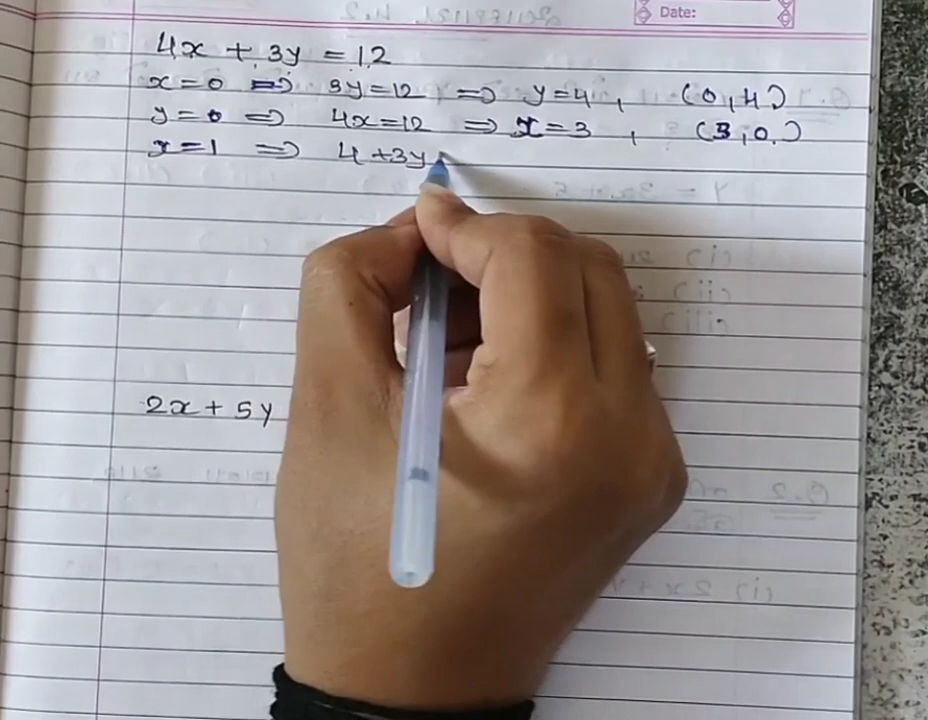 Date:
4x + 3y = 12
x=0 => 3y=12 => y=4, (0,4)
y=0 => 4x=12 => x=3, (3,0)
x=1 => 4+3y
2x + 5y